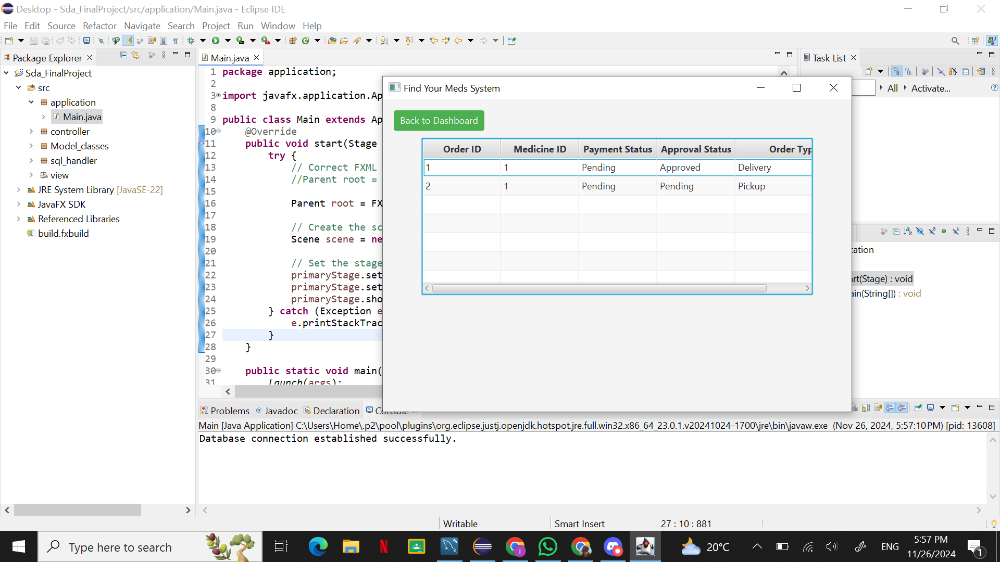 Desktop - Sda_FinalProject/src/application/Main.java - Eclipse IDE
File Edit Source Refactor Navigate Search Project Run Window Help
Package Explorer
Sda_FinalProject
src
application
Main.java
controller
Model_classes
sql_handler
view
JRE System Library [JavaSE-22]
JavaFX SDK
Referenced Libraries
build.fxbuild
Main.java
1 package application;
2
3 import javafx.application.Ap
8
9 public class Main extends Ap
10 @Override
11 public void start(Stage
12 try {
13 // Correct FXML
14 //Parent root =
15
16 Parent root = FX
17
18 // Create the sc
19 Scene scene = ne
20
21 // Set the stage
22 primaryStage.set
23 primaryStage.set
24 primaryStage.sho
25 } catch (Exception e
26 e.printStackTrac
27 }
28 }
29
30 public static void main(
31 launch(args);
Find Your Meds System
Back to Dashboard
Order ID Medicine ID Payment Status Approval Status Order Typ
1 1 Pending Approved Delivery
2 1 Pending Pending Pickup
Task List
All Activate...
cation
art(Stage) : void
ain(String[]) : void
Problems Javadoc Declaration Console
Main [Java Application] C:\Users\Home\.p2\pool\plugins\org.eclipse.justj.openjdk.hotspot.jre.full.win32.x86_64_23.0.1.v20241024-1700\jre\bin\javaw.exe (Nov 26, 2024, 5:57:10 PM) [pid: 13608]
Database connection established successfully.
Writable Smart Insert 27 : 10 : 881
Type here to search
20°C
ENG
5:57 PM
11/26/2024
1